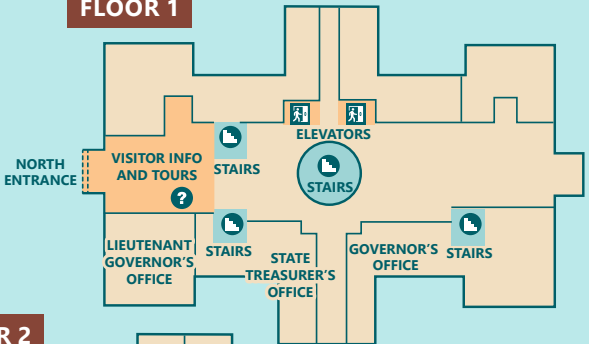 FLOOR 1
ELEVATORS
NORTH
ENTRANCE
VISITOR INFO
AND TOURS
?
STAIRS
STAIRS
LIEUTENANT
GOVERNOR'S
OFFICE
STAIRS
STATE
TREASURER'S
OFFICE
GOVERNOR'S
OFFICE
STAIRS
R 2